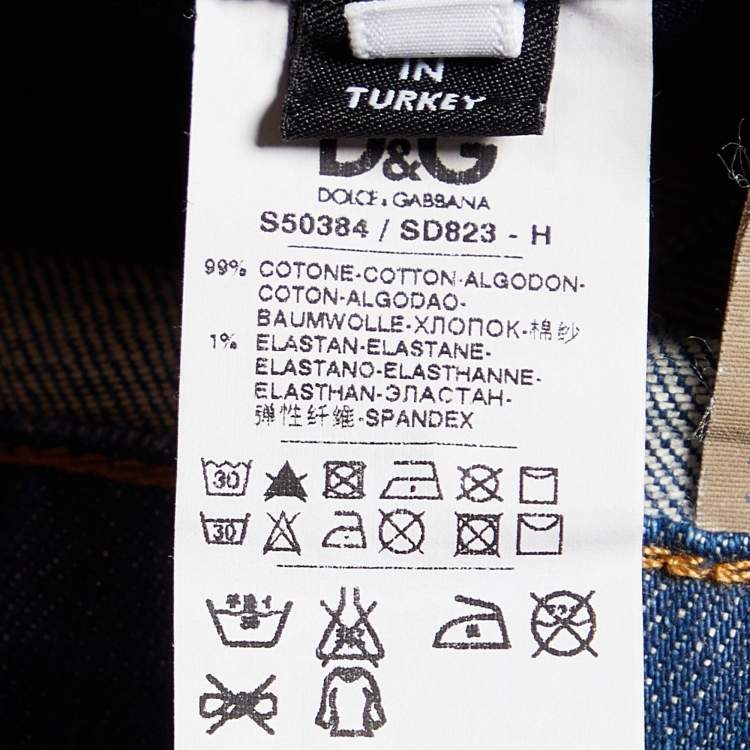 IN
TURKEY
D&G
DOLCE & GABBANA
S50384 / SD823 - H
99% COTONE-COTTON-ALGODON-
COTON-ALGODAO-
BAUMWOLLE-ХЛОПОК-棉纱
1% ELASTAN-ELASTANE-
ELASTANO-ELASTHANNE-
ELASTHAN-ЭЛАСТАН-
弹性纤維-SPANDEX
30
30